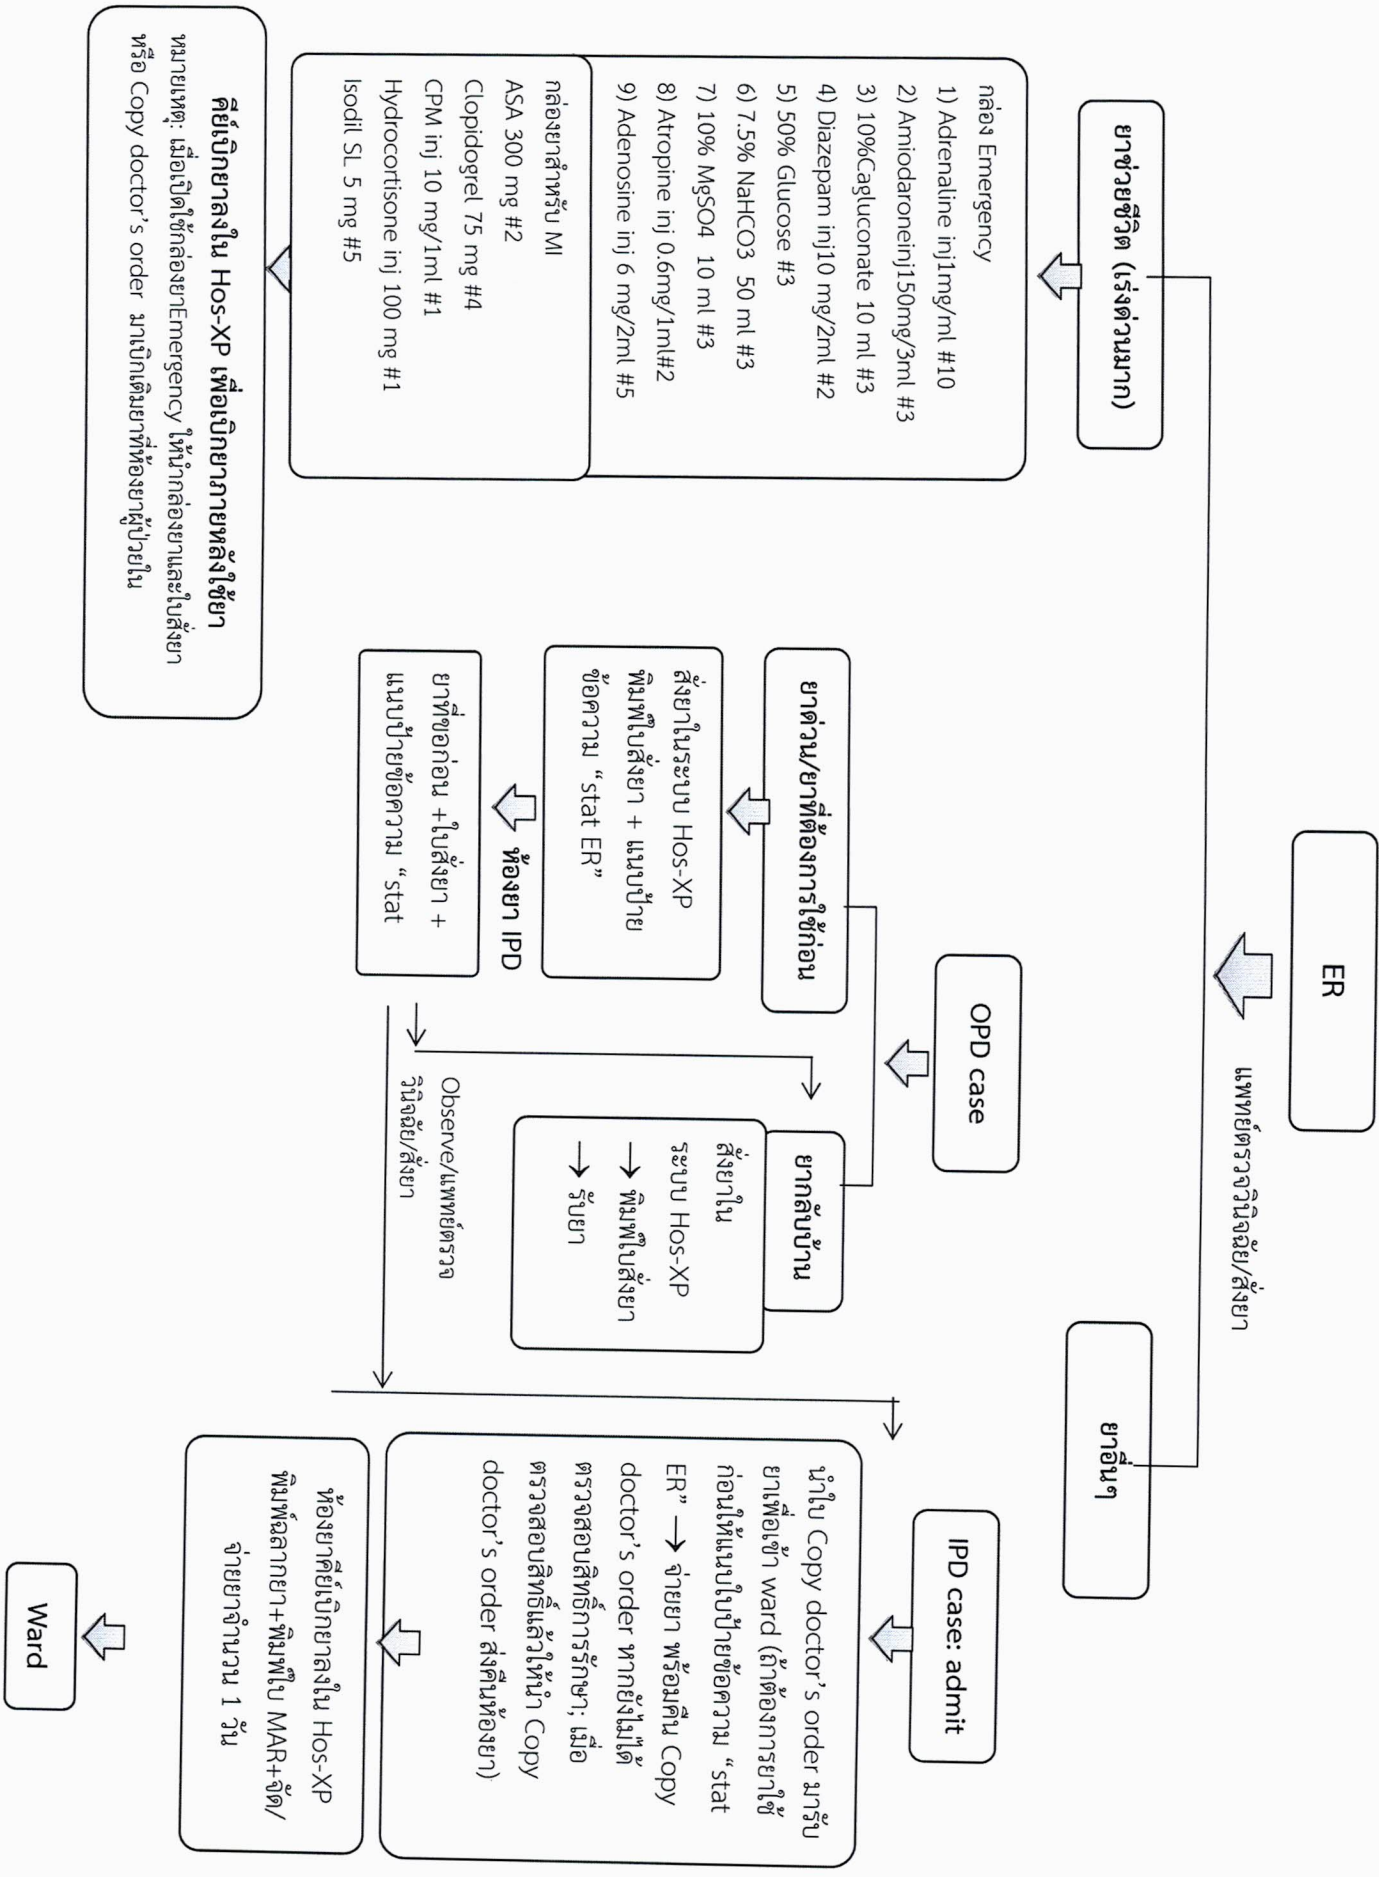 ER
แพทย์ตรวจวินิจฉัย/สั่งยา
ยาช่วยชีวิต (เร่งด่วนมาก)
กล่อง Emergency
1) Adrenaline inj1mg/ml #10
2) Amiodaroneinj150mg/3ml #3
3) 10%Cagluconate 10 ml #3
4) Diazepam inj10 mg/2ml #2
5) 50% Glucose #3
6) 7.5% NaHCO3 50 ml #3
7) 10% MgSO4 10 ml #3
8) Atropine inj 0.6mg/1ml#2
9) Adenosine inj 6 mg/2ml #5
กล่องยาสำหรับ MI
ASA 300 mg #2
Clopidogrel 75 mg #4
CPM inj 10 mg/1ml #1
Hydrocortisone inj 100 mg #1
Isodil SL 5 mg #5
คีย์เบิกยาลงใน Hos-XP เพื่อเบิกยาภายหลังใช้ยา
หมายเหตุ: เมื่อเปิดใช้กล่องยาEmergency ให้นำกล่องยาและใบสั่งยา
หรือ Copy doctor's order มาเบิกเติมยาที่ห้องยาผู้ป่วยใน
ยาอื่นๆ
OPD case
ยาด่วน/ยาที่ต้องการใช้ก่อน
สั่งยาในระบบ Hos-XP
พิมพ์ใบสั่งยา + แนบป้าย
ข้อความ “stat ER”
ห้องยา IPD
ยาที่ขอก่อน +ใบสั่งยา +
แนบป้ายข้อความ “stat
ยากลับบ้าน
สั่งยาใน
ระบบ Hos-XP
→ พิมพ์ใบสั่งยา
→ รับยา
Observe/แพทย์ตรวจ
วินิจฉัย/สั่งยา
IPD case: admit
นำใบ Copy doctor's order มารับ
ยาเพื่อเข้า ward (ถ้าต้องการยาใช้
ก่อนให้แนบใบป้ายข้อความ “stat
ER” → จ่ายยา พร้อมคืน Copy
doctor's order หากยังไม่ได้
ตรวจสอบสิทธิ์การรักษา; เมื่อ
ตรวจสอบสิทธิ์แล้วให้นำ Copy
doctor's order ส่งคืนห้องยา)
ห้องยาคีย์เบิกยาลงใน Hos-XP
พิมพ์ฉลากยา+พิมพ์ใบ MAR+จัด/
จ่ายยาจำนวน 1 วัน
Ward